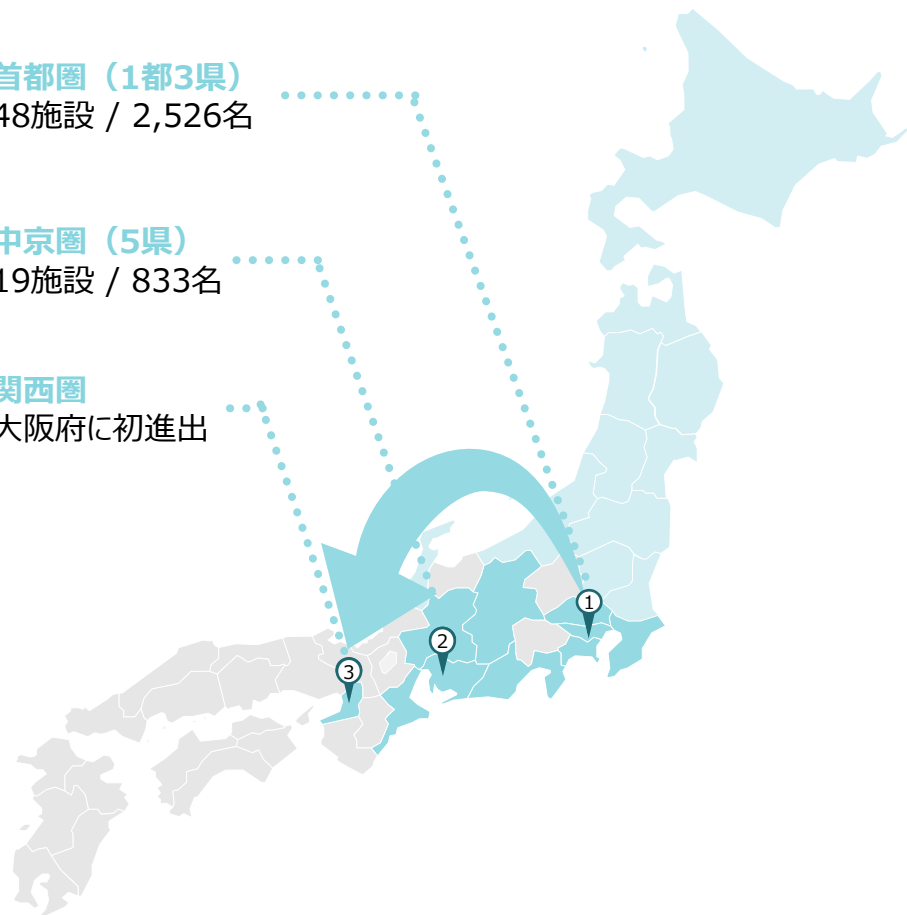 首都圏（1都3県）
48施設 / 2,526名
中京圏（5県）
19施設 / 833名
関西圏
大阪府に初進出
1
2
3